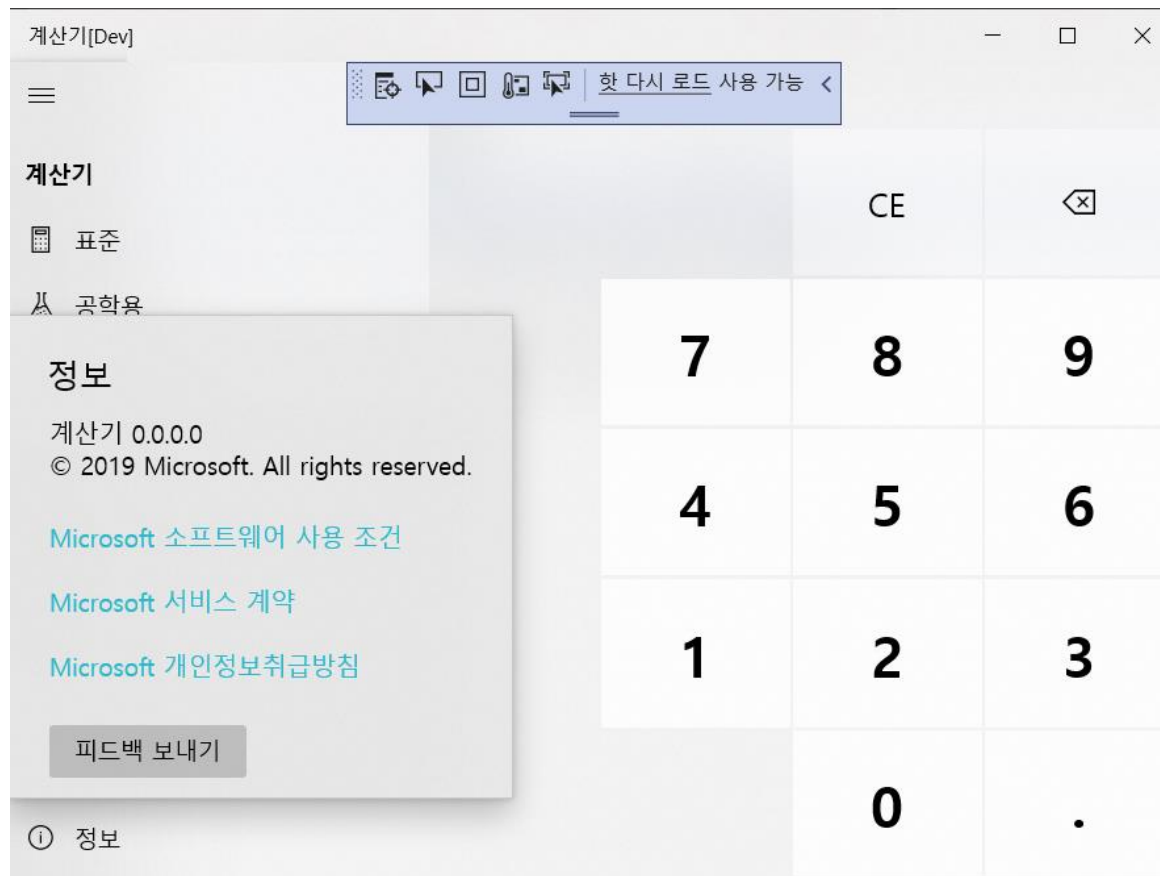 계산기[Dev]
핫 다시 로드 사용 가능
계산기
표준
공학용
정보
계산기 0.0.0.0
© 2019 Microsoft. All rights reserved.
Microsoft 소프트웨어 사용 조건
Microsoft 서비스 계약
Microsoft 개인정보취급방침
피드백 보내기
정보
CE
7 8 9
4 5 6
1 2 3
0 .